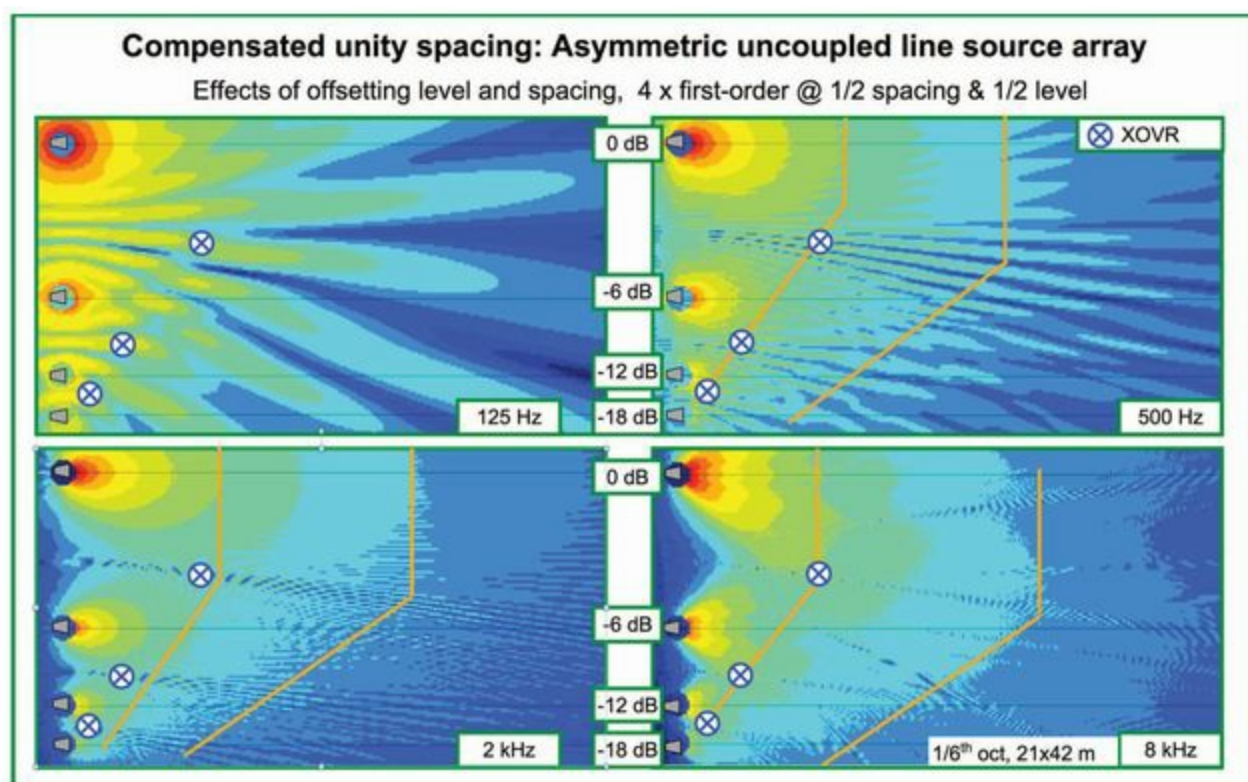 Compensated unity spacing: Asymmetric uncoupled line source array
Effects of offsetting level and spacing, 4 x first-order @ 1/2 spacing & 1/2 level
0 dB
XOVR
-6 dB
-12 dB
-18 dB
125 Hz
500 Hz
0 dB
-6 dB
-12 dB
-18 dB
2 kHz
1/6th oct, 21x42 m
8 kHz